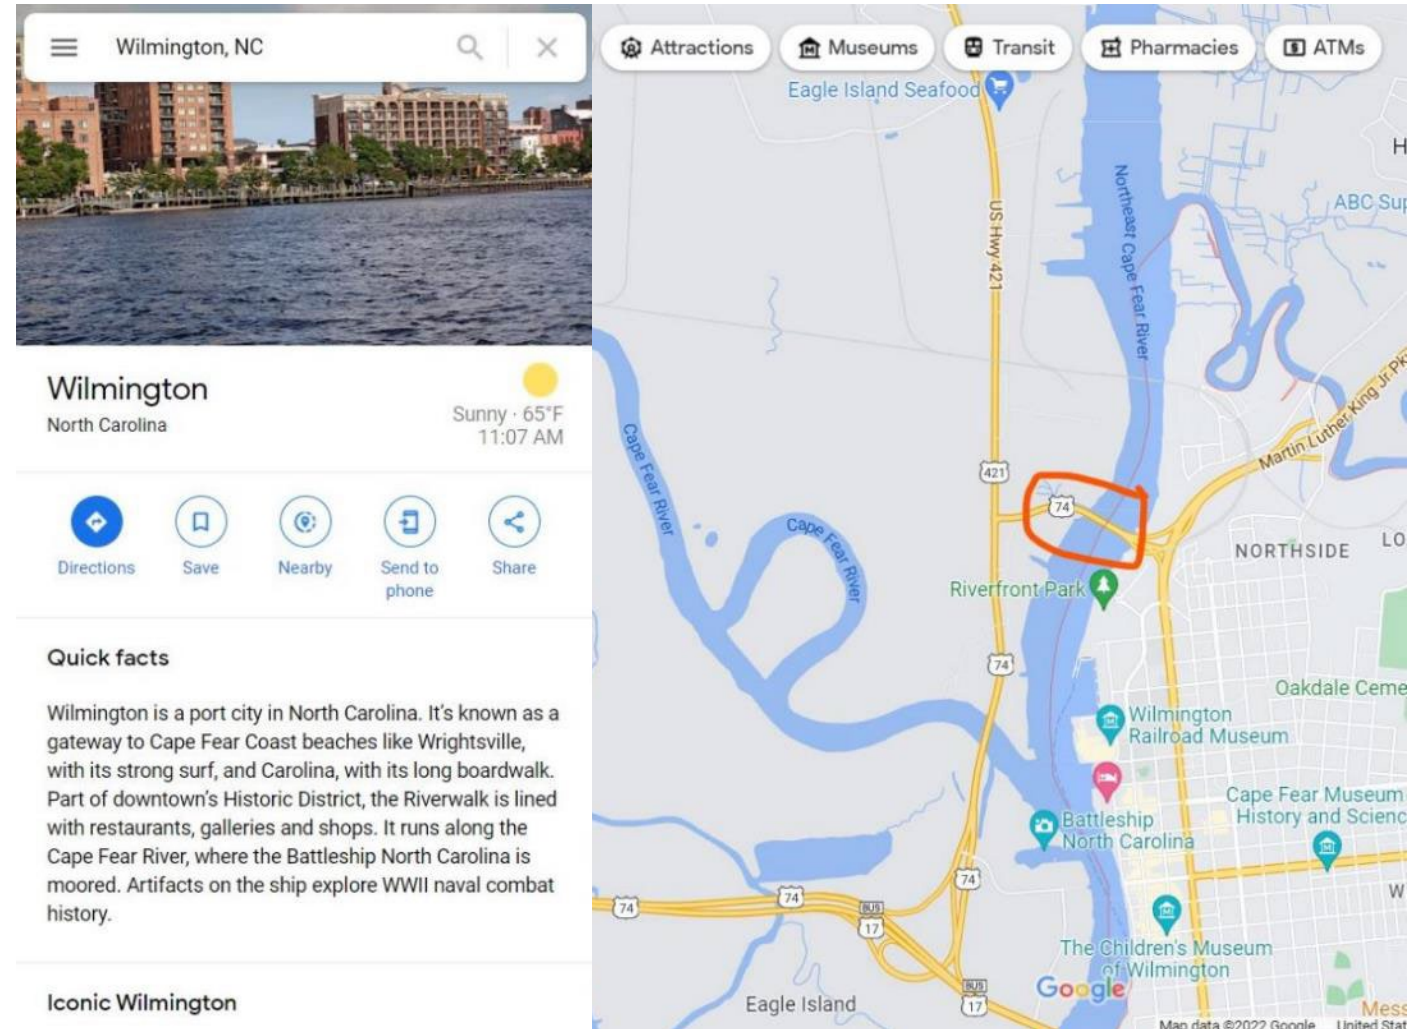 Wilmington, NC
Attractions
Museums
Transit
Pharmacies
ATMs
Wilmington
North Carolina
Sunny · 65°F
11:07 AM
Directions
Save
Nearby
Send to
phone
Share
Quick facts
Wilmington is a port city in North Carolina. It's known as a
gateway to Cape Fear Coast beaches like Wrightsville,
with its strong surf, and Carolina, with its long boardwalk.
Part of downtown's Historic District, the Riverwalk is lined
with restaurants, galleries and shops. It runs along the
Cape Fear River, where the Battleship North Carolina is
moored. Artifacts on the ship explore WWII naval combat
history.
Iconic Wilmington
Eagle Island Seafood
H
ABC Sup
Northeast Cape Fear River
US Hwy 421
Martin Luther King Jr Pk
Cape Fear River
421
74
Cape Fear River
NORTHSIDE
LO
Riverfront Park
74
Oakdale Ceme
Wilmington
Railroad Museum
Cape Fear Museum
History and Scienc
Battleship
North Carolina
74
74
74
BUS
17
W
The Children's Museum
of Wilmington
Eagle Island
BUS
17
Google
Mess
Map data ©2022 Google
United Stat